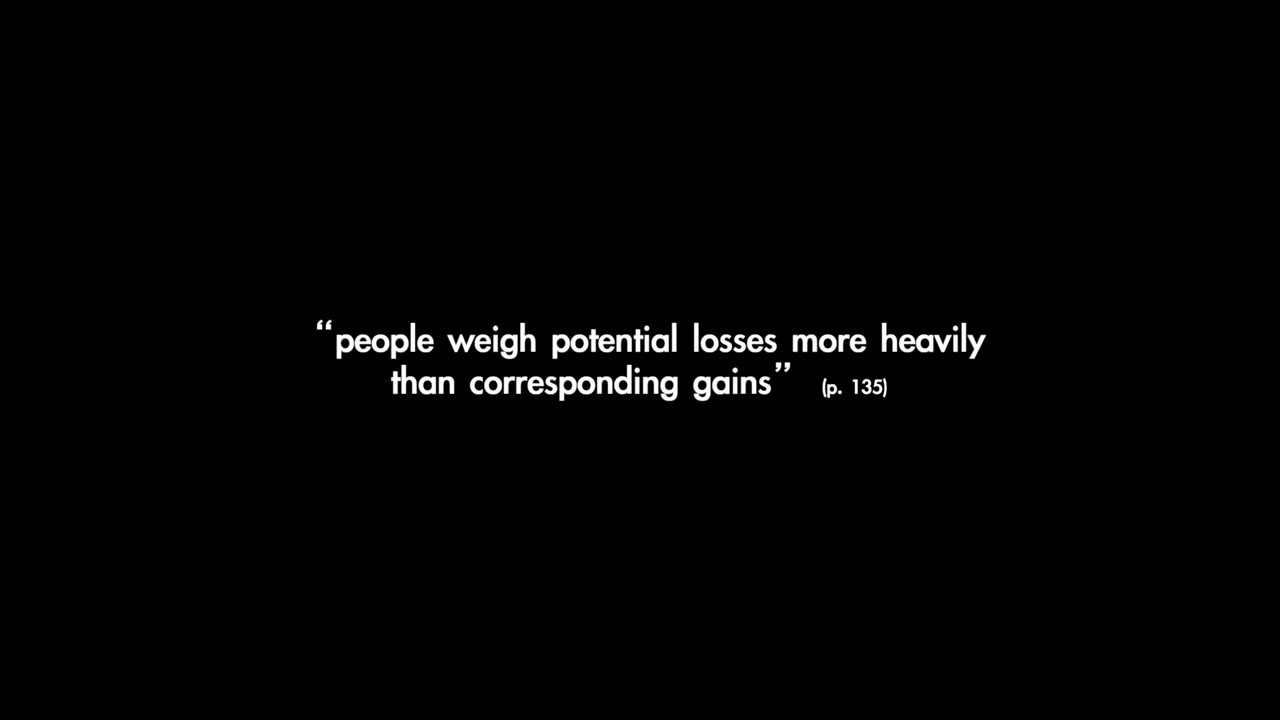 “people weigh potential losses more heavily
than corresponding gains” (p. 135)